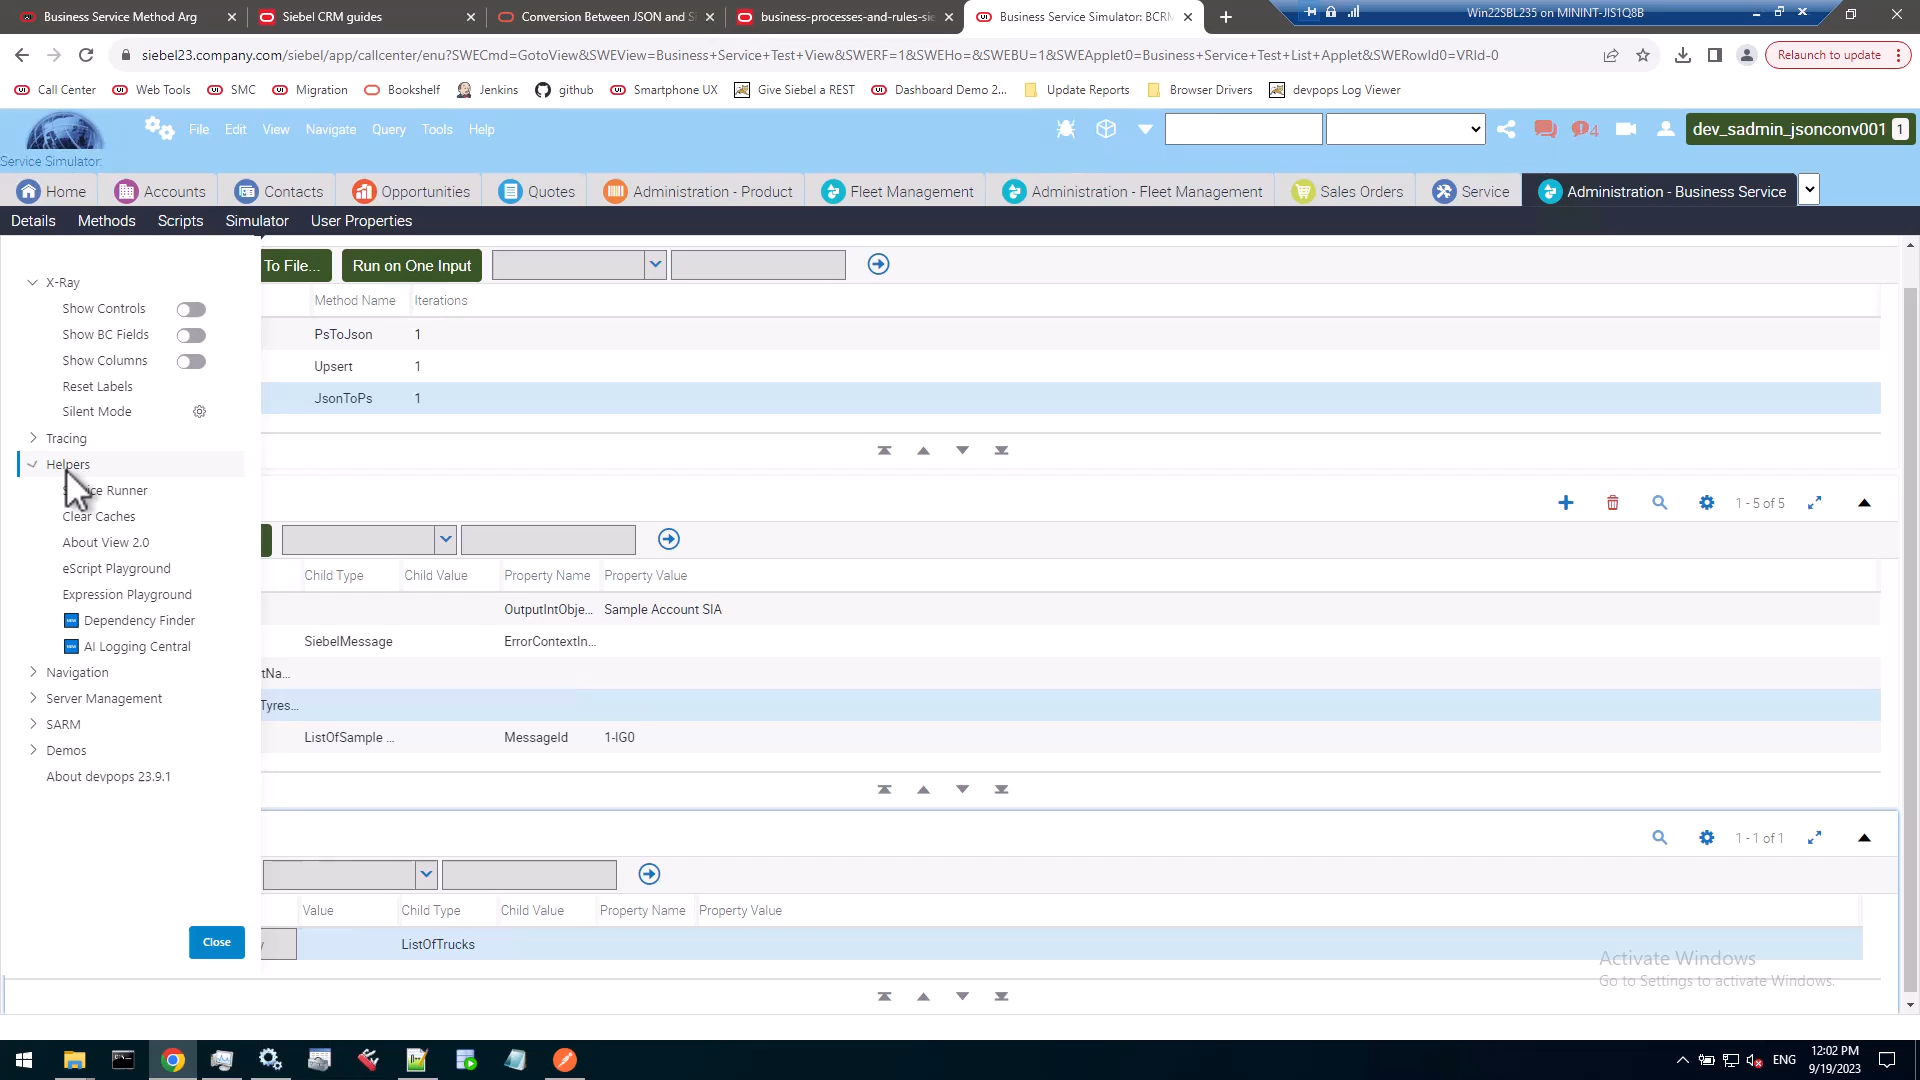 Business Service Method Arg
Siebel CRM guides
Conversion Between JSON and S
business-processes-and-rules-sie
Business Service Simulator: BCRM
Win22SBL235 on MININT-JIS1Q8B
siebel23.company.com/siebel/app/callcenter/enu?SWECmd=GotoView&SWEView=Business+Service+Test+View&SWERF=1&SWEHo=&SWEBU=1&SWEApplet0=Business+Service+Test+List+Applet&SWERowId0=VRId-0
Relaunch to update
Call Center
Web Tools
SMC
Migration
Bookshelf
Jenkins
github
Smartphone UX
Give Siebel a REST
Dashboard Demo 2...
Update Reports
Browser Drivers
devpops Log Viewer
File Edit View Navigate Query Tools Help
4
dev_sadmin_jsonconv001 1
Service Simulator:
Home
Accounts
Contacts
Opportunities
Quotes
Administration - Product
Fleet Management
Administration - Fleet Management
Sales Orders
Service
Administration - Business Service
Details Methods Scripts Simulator User Properties
To File...
Run on One Input
Method Name Iterations
PsToJson 1
Upsert 1
JsonToPs 1
X-Ray
Show Controls
Show BC Fields
Show Columns
Reset Labels
Silent Mode
Tracing
Helpers
Runner
Clear Caches
About View 2.0
eScript Playground
Expression Playground
NEW Dependency Finder
NEW AI Logging Central
Navigation
Server Management
SARM
Demos
About devpops 23.9.1
Close
1 - 5 of 5
Child Type Child Value Property Name Property Value
OutputIntObje... Sample Account SIA
SiebelMessage ErrorContextIn...
tNa...
Tyres...
ListOfSample ... MessageId 1-IG0
1 - 1 of 1
Value Child Type Child Value Property Name Property Value
ListOfTrucks
Activate Windows
Go to Settings to activate Windows.
ENG
12:02 PM
9/19/2023